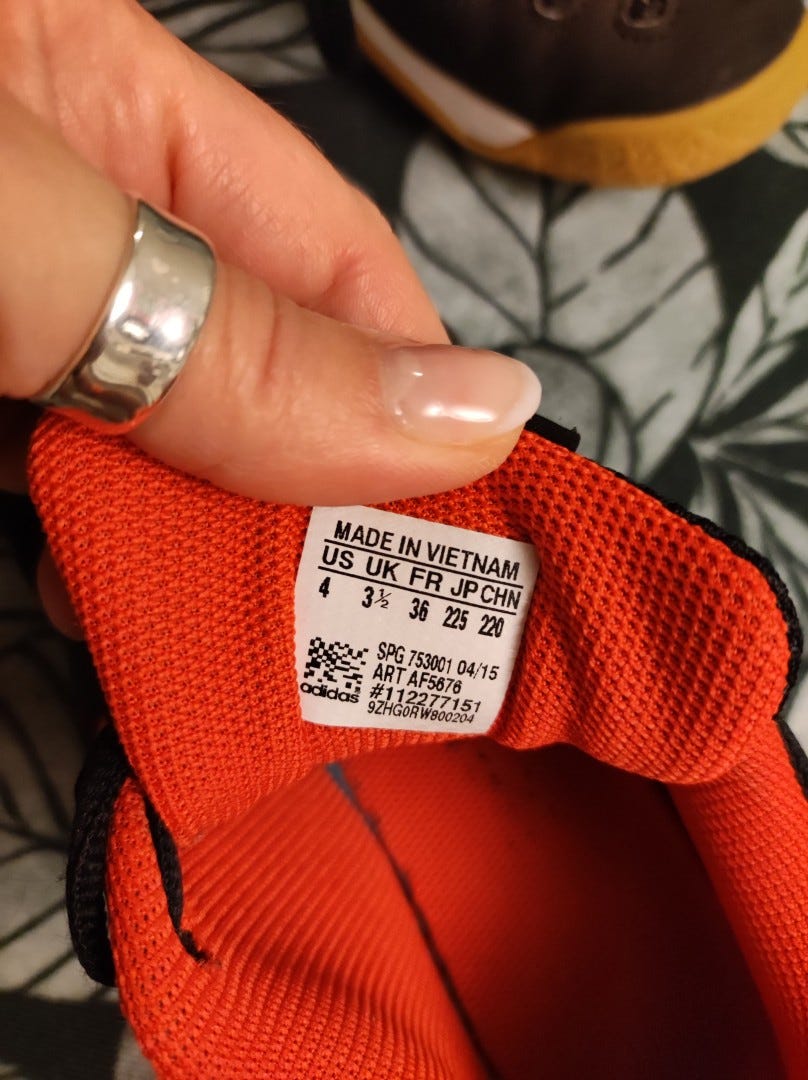 MADE IN VIETNAM
US UK FR JP CHN
4 3½ 36 225 220
SPG 753001 04/15
ART AF5676
#112277151
adidas
9ZHG0RW800204